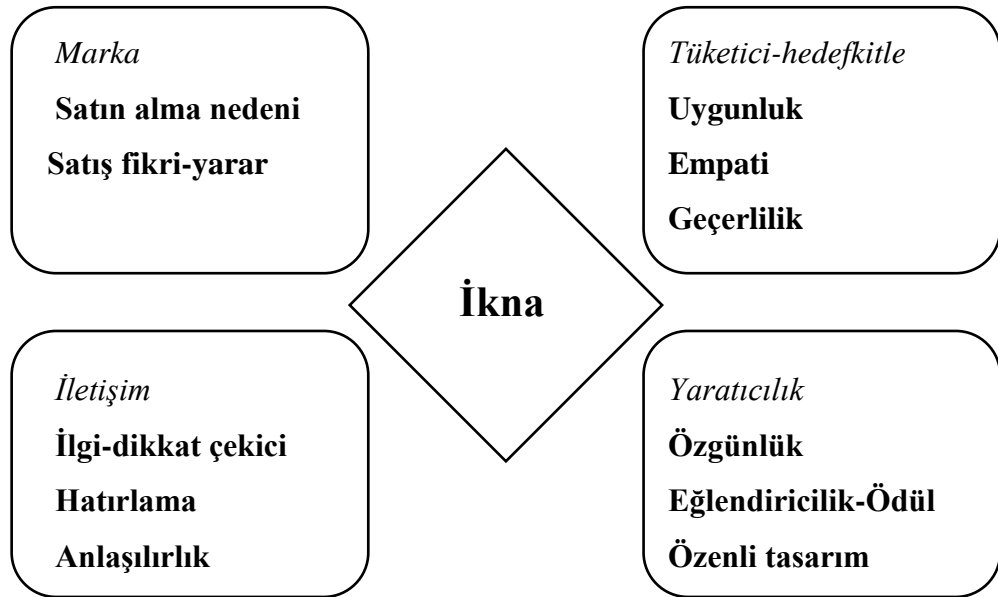 Marka
Satın alma nedeni
Satış fikri-yarar
Tüketici-hedefkitle
Uygunluk
Empati
Geçerlilik
İkna
İletişim
İlgi-dikkat çekici
Hatırlama
Anlaşılırlık
Yaratıcılık
Özgünlük
Eğlendiricilik-Ödül
Özenli tasarım